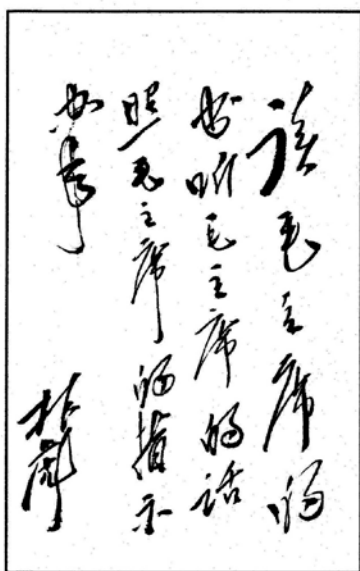 读毛主席的
书听毛主席的话
照毛主席的指示
办事
林彪